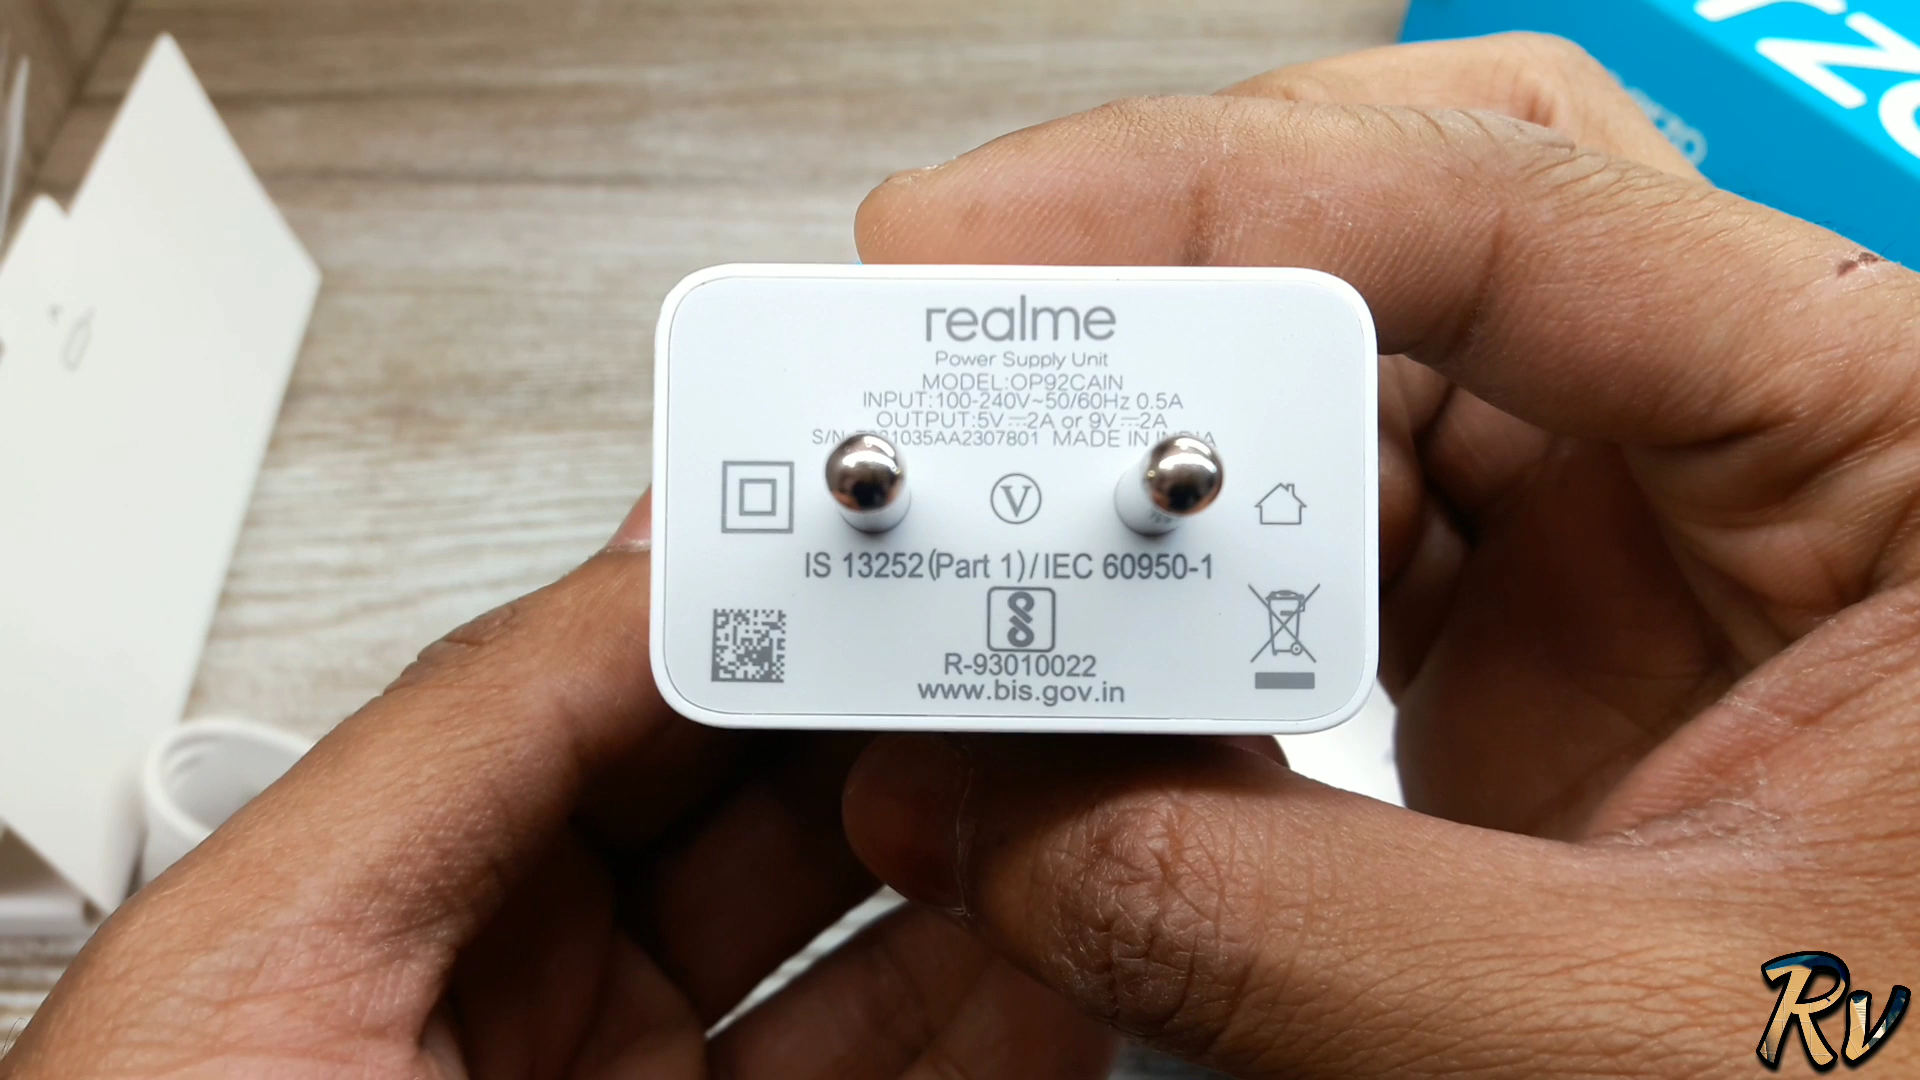 realme
Power Supply Unit
MODEL:OP92CAIN
INPUT:100-240V~50/60Hz 0.5A
OUTPUT:5V⎓2A or 9V⎓2A
MADE IN INDIA
V
IS 13252(Part 1)/IEC 60950-1
R-93010022
www.bis.gov.in
Rv